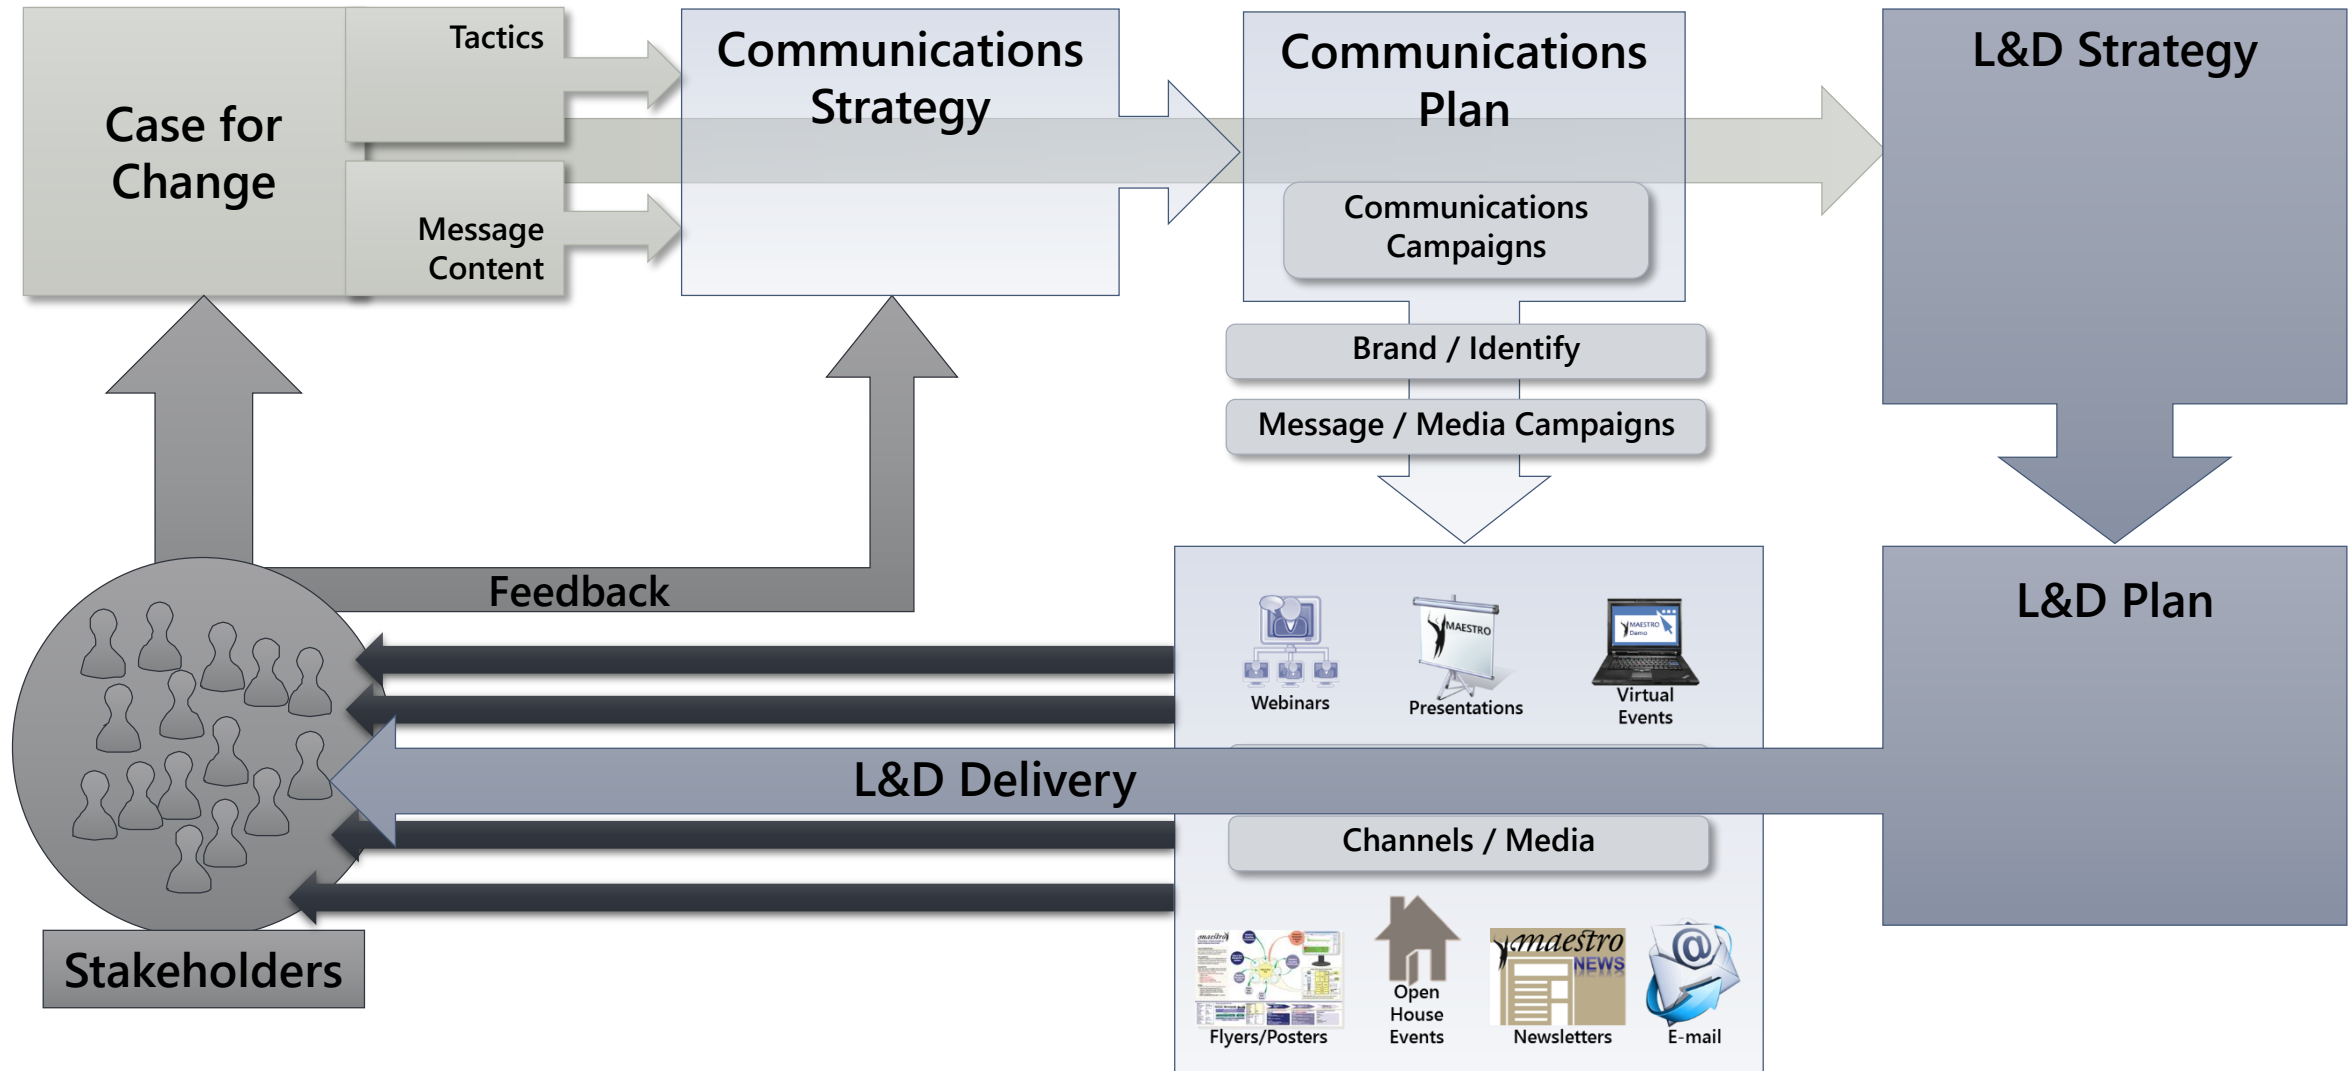 Case for
Change
Tactics
Message
Content
Communications
Strategy
Communications
Plan
Communications
Campaigns
L&D Strategy
Brand / Identify
Message / Media Campaigns
Feedback
L&D Plan
MAESTRO
MAESTRO
Demo
Webinars
Presentations
Virtual
Events
L&D Delivery
Channels / Media
Stakeholders
maestro
maestro
NEWS
Flyers/Posters
Open
House
Events
Newsletters
E-mail